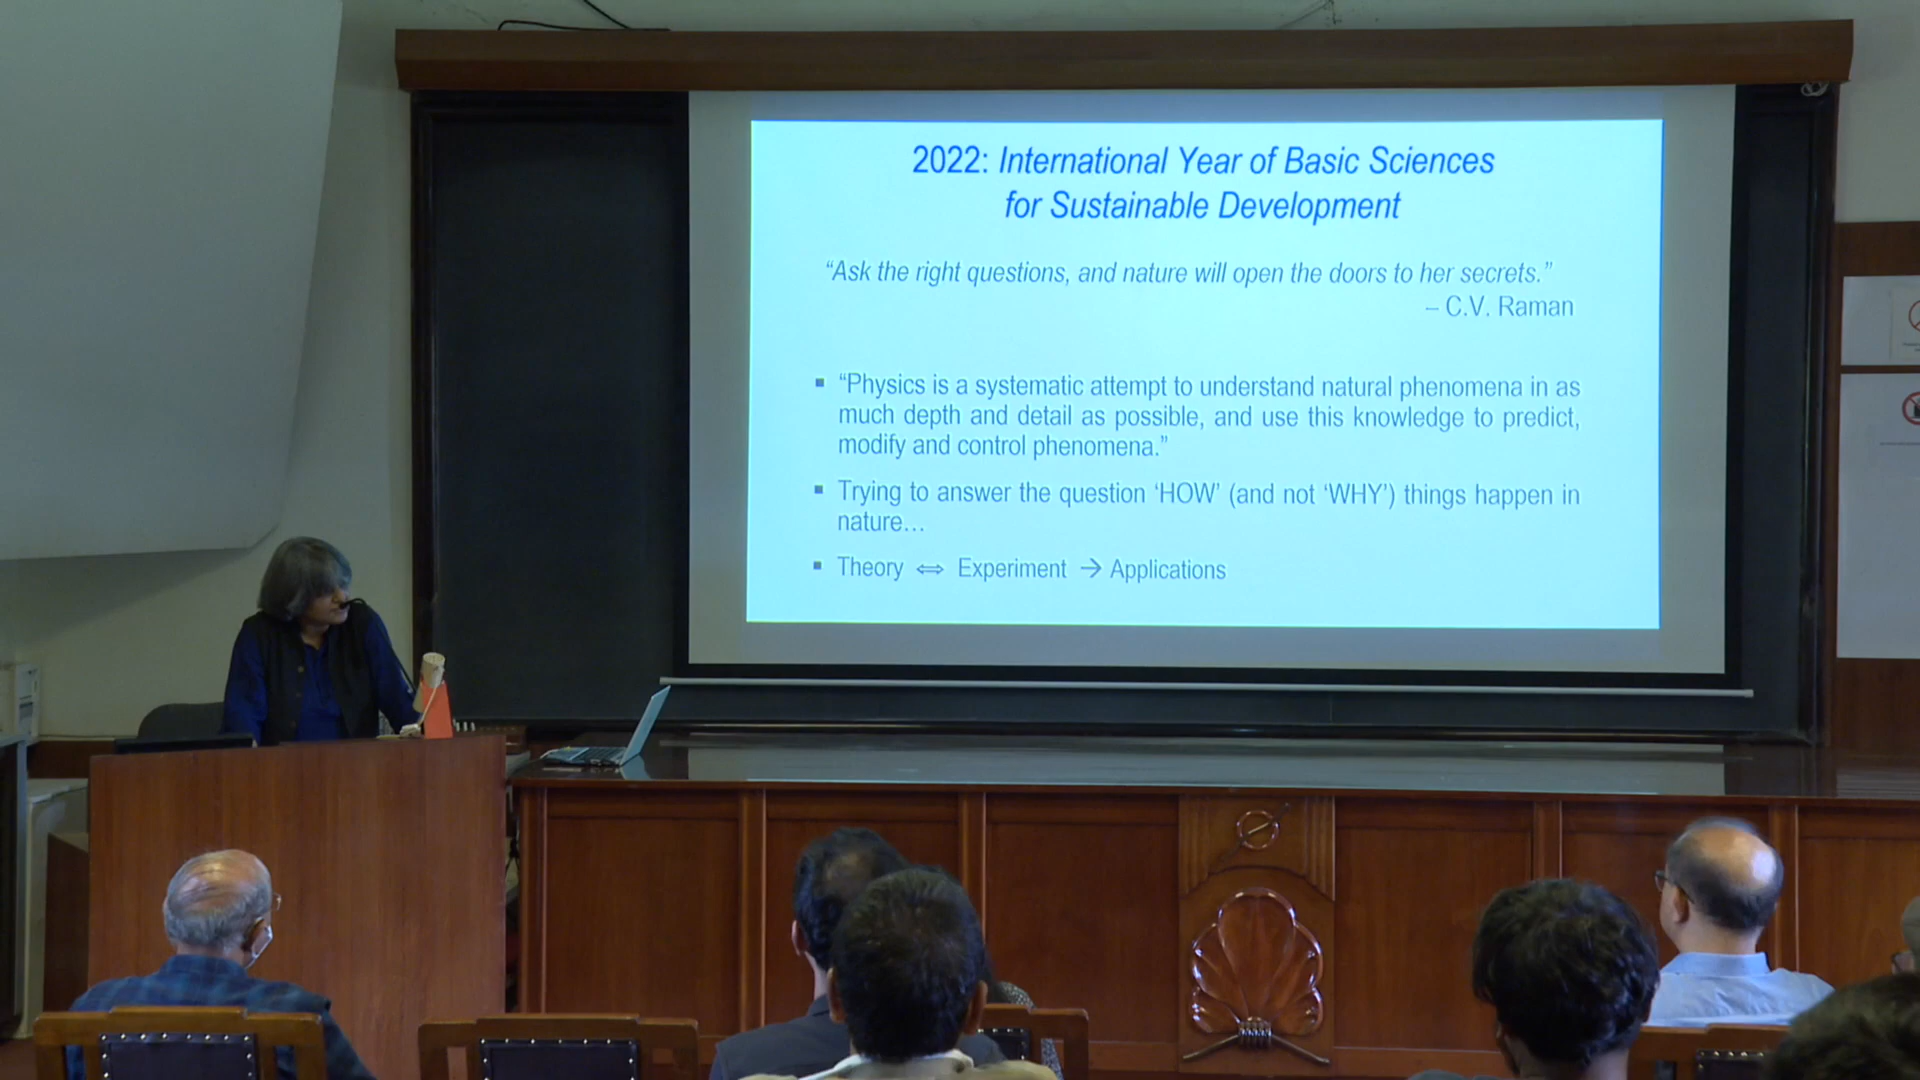 2022: International Year of Basic Sciences
for Sustainable Development
“Ask the right questions, and nature will open the doors to her secrets.”
– C.V. Raman
▪ “Physics is a systematic attempt to understand natural phenomena in as
much depth and detail as possible, and use this knowledge to predict,
modify and control phenomena.”
▪ Trying to answer the question ‘HOW’ (and not ‘WHY’) things happen in
nature…
▪ Theory ⇔ Experiment → Applications